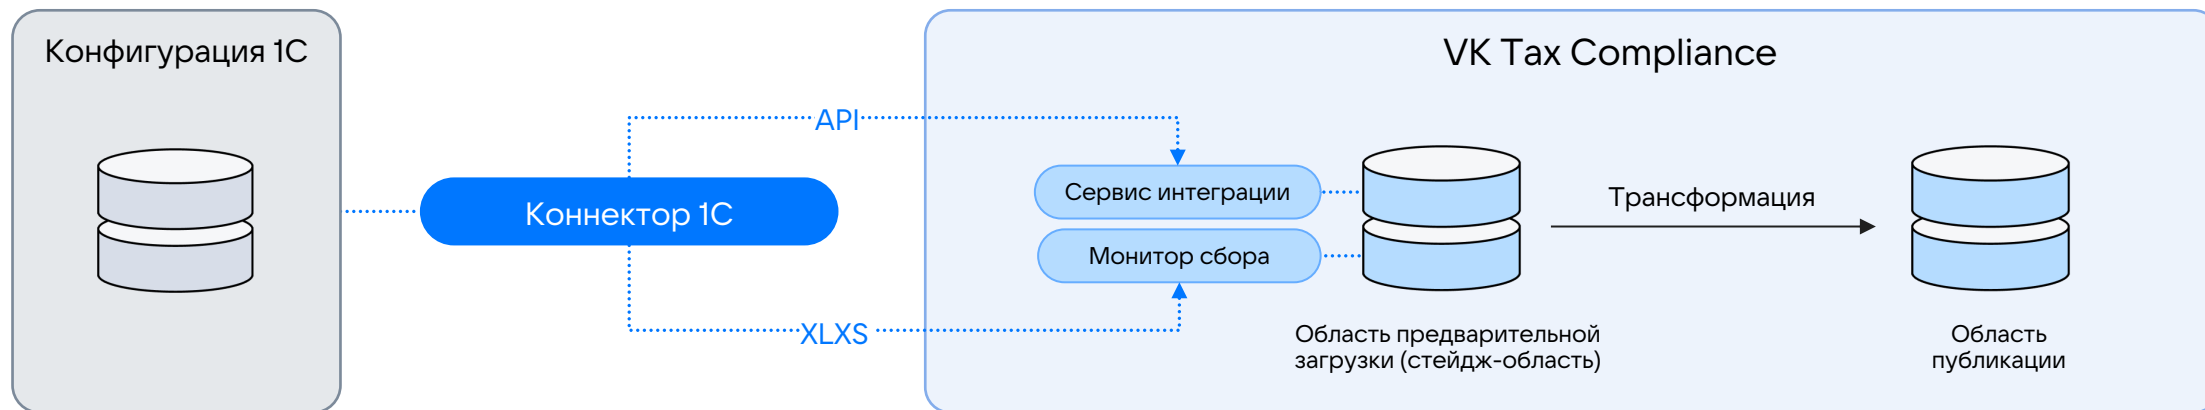 Конфигурация 1С
VK Tax Compliance
API
Коннектор 1С
Сервис интеграции
Монитор сбора
Трансформация
XLXS
Область предварительной
загрузки (стейдж-область)
Область
публикации